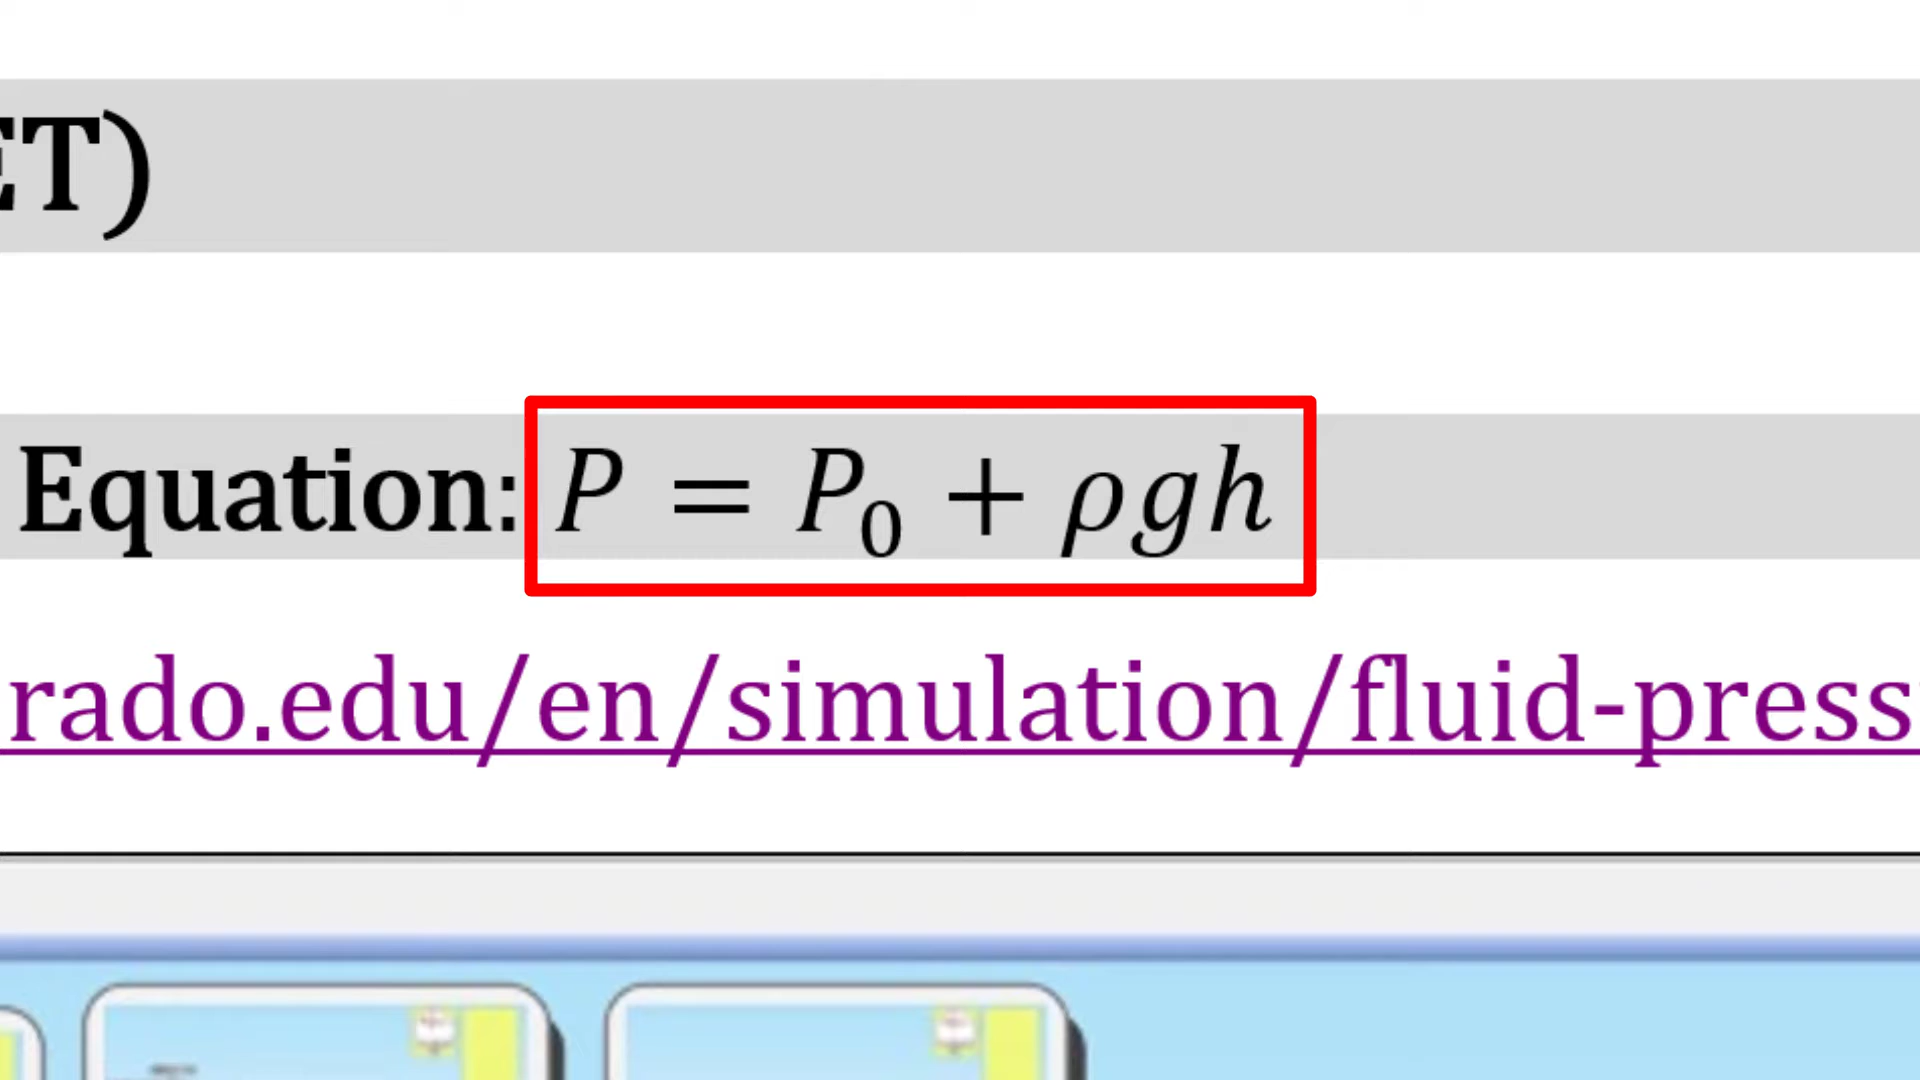 ET)
Equation: P = P₀ + ρgh
rado.edu/en/simulation/fluid-press